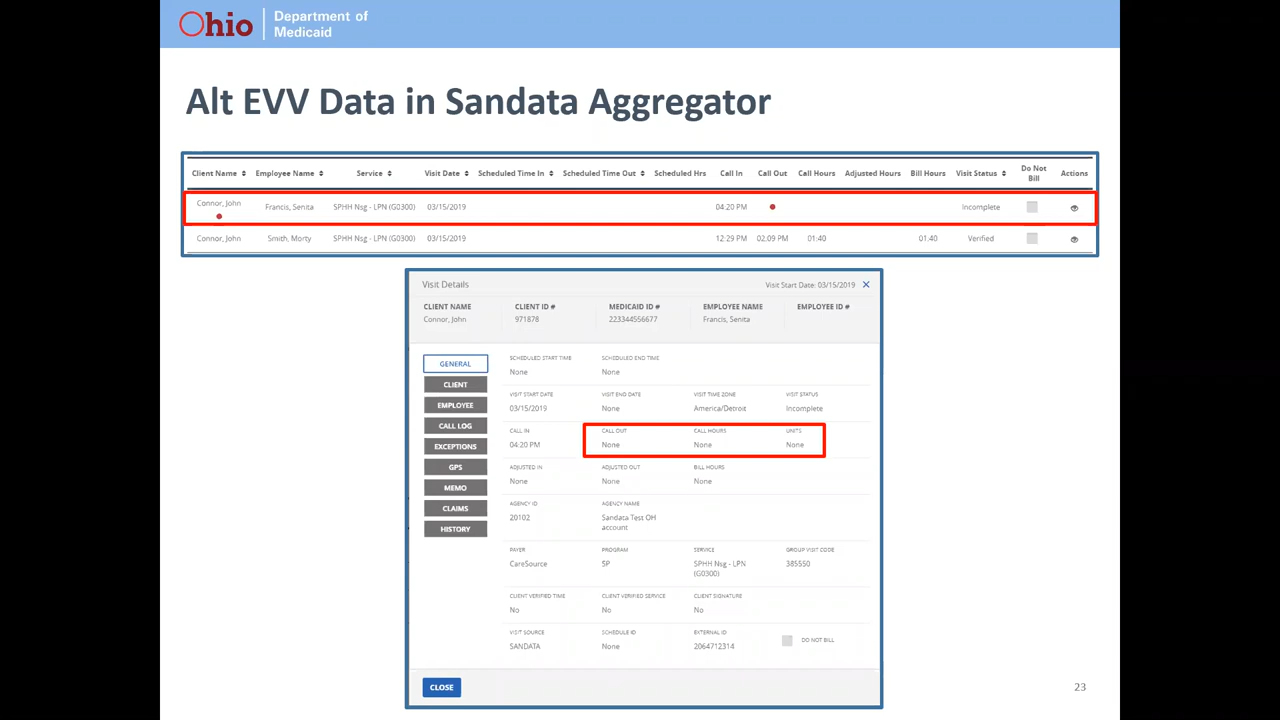 Ohio
Department of
Medicaid
Alt EVV Data in Sandata Aggregator
Client Name Employee Name Service Visit Date Scheduled Time In Scheduled Time Out Scheduled Hrs Call In Call Out Call Hours Adjusted Hours Bill Hours Visit Status Do Not Bill Actions
Connor, John Francis, Senita SPHH Nsg - LPN (G0300) 03/15/2019 04:20 PM Incomplete
Connor, John Smith, Morty SPHH Nsg - LPN (G0300) 03/15/2019 12:29 PM 02:09 PM 01:40 01:40 Verified
Visit Details Visit Start Date: 03/15/2019 X
CLIENT NAME CLIENT ID # MEDICAID ID # EMPLOYEE NAME EMPLOYEE ID #
Connor, John 971878 223344556677 Francis, Senita
GENERAL
CLIENT
EMPLOYEE
CALL LOG
EXCEPTIONS
GPS
MEMO
CLAIMS
HISTORY
SCHEDULED START TIME SCHEDULED END TIME
None None
VISIT START DATE VISIT END DATE VISIT TIME ZONE VISIT STATUS
03/15/2019 None America/Detroit Incomplete
CALL IN CALL OUT CALL HOURS UNITS
04:20 PM None None None
ADJUSTED IN ADJUSTED OUT BILL HOURS
None None None
AGENCY ID AGENCY NAME
20102 Sandata Test OH
account
PAYER PROGRAM SERVICE GROUP VISIT CODE
CareSource SP SPHH Nsg - LPN 385550
(G0300)
CLIENT VERIFIED TIME CLIENT VERIFIED SERVICE CLIENT SIGNATURE
No No No
VISIT SOURCE SCHEDULE ID EXTERNAL ID DO NOT BILL
SANDATA None 2064712314
CLOSE
23